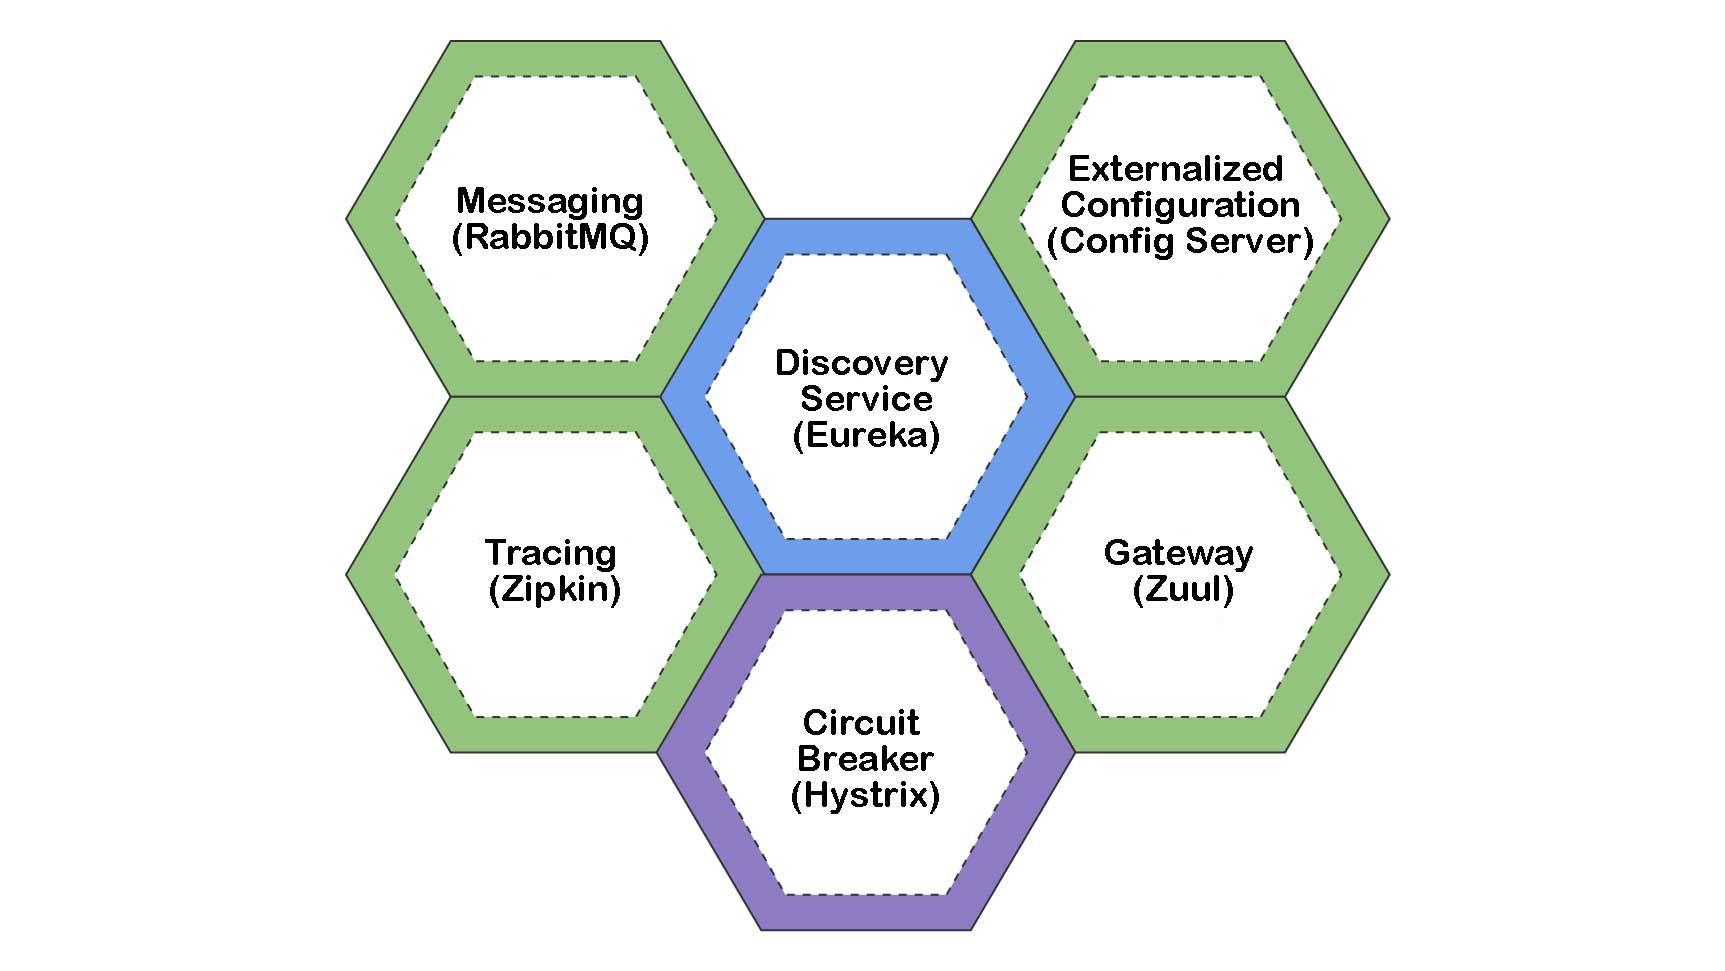 Messaging
(RabbitMQ)
Externalized
Configuration
(Config Server)
Discovery
Service
(Eureka)
Tracing
(Zipkin)
Gateway
(Zuul)
Circuit
Breaker
(Hystrix)